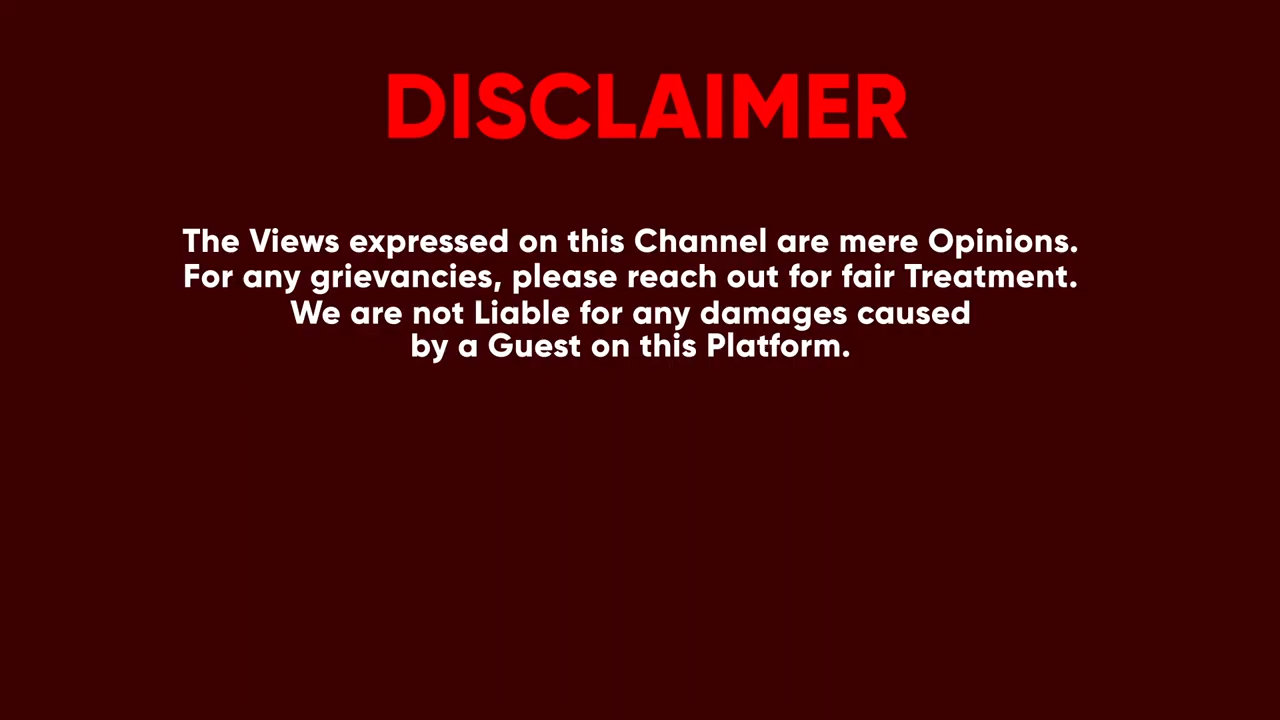 DISCLAIMER
The Views expressed on this Channel are mere Opinions.
For any grievancies, please reach out for fair Treatment.
We are not Liable for any damages caused
by a Guest on this Platform.